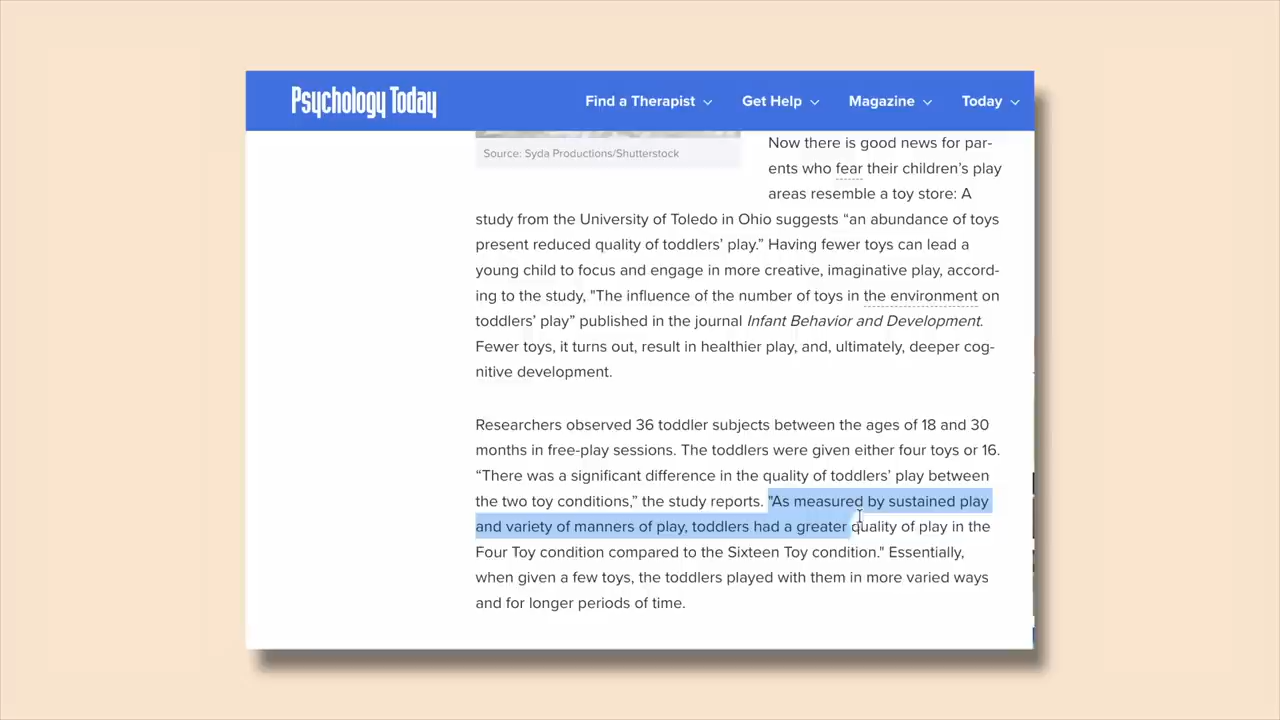 Psychology Today
Find a Therapist
Get Help
Magazine
Today
Source: Syda Productions/Shutterstock
Now there is good news for par-
ents who fear their children’s play
areas resemble a toy store: A
study from the University of Toledo in Ohio suggests “an abundance of toys
present reduced quality of toddlers’ play.” Having fewer toys can lead a
young child to focus and engage in more creative, imaginative play, accord-
ing to the study, "The influence of the number of toys in the environment on
toddlers’ play” published in the journal Infant Behavior and Development.
Fewer toys, it turns out, result in healthier play, and, ultimately, deeper cog-
nitive development.
Researchers observed 36 toddler subjects between the ages of 18 and 30
months in free-play sessions. The toddlers were given either four toys or 16.
“There was a significant difference in the quality of toddlers’ play between
the two toy conditions,” the study reports. "As measured by sustained play
and variety of manners of play, toddlers had a greater quality of play in the
Four Toy condition compared to the Sixteen Toy condition." Essentially,
when given a few toys, the toddlers played with them in more varied ways
and for longer periods of time.